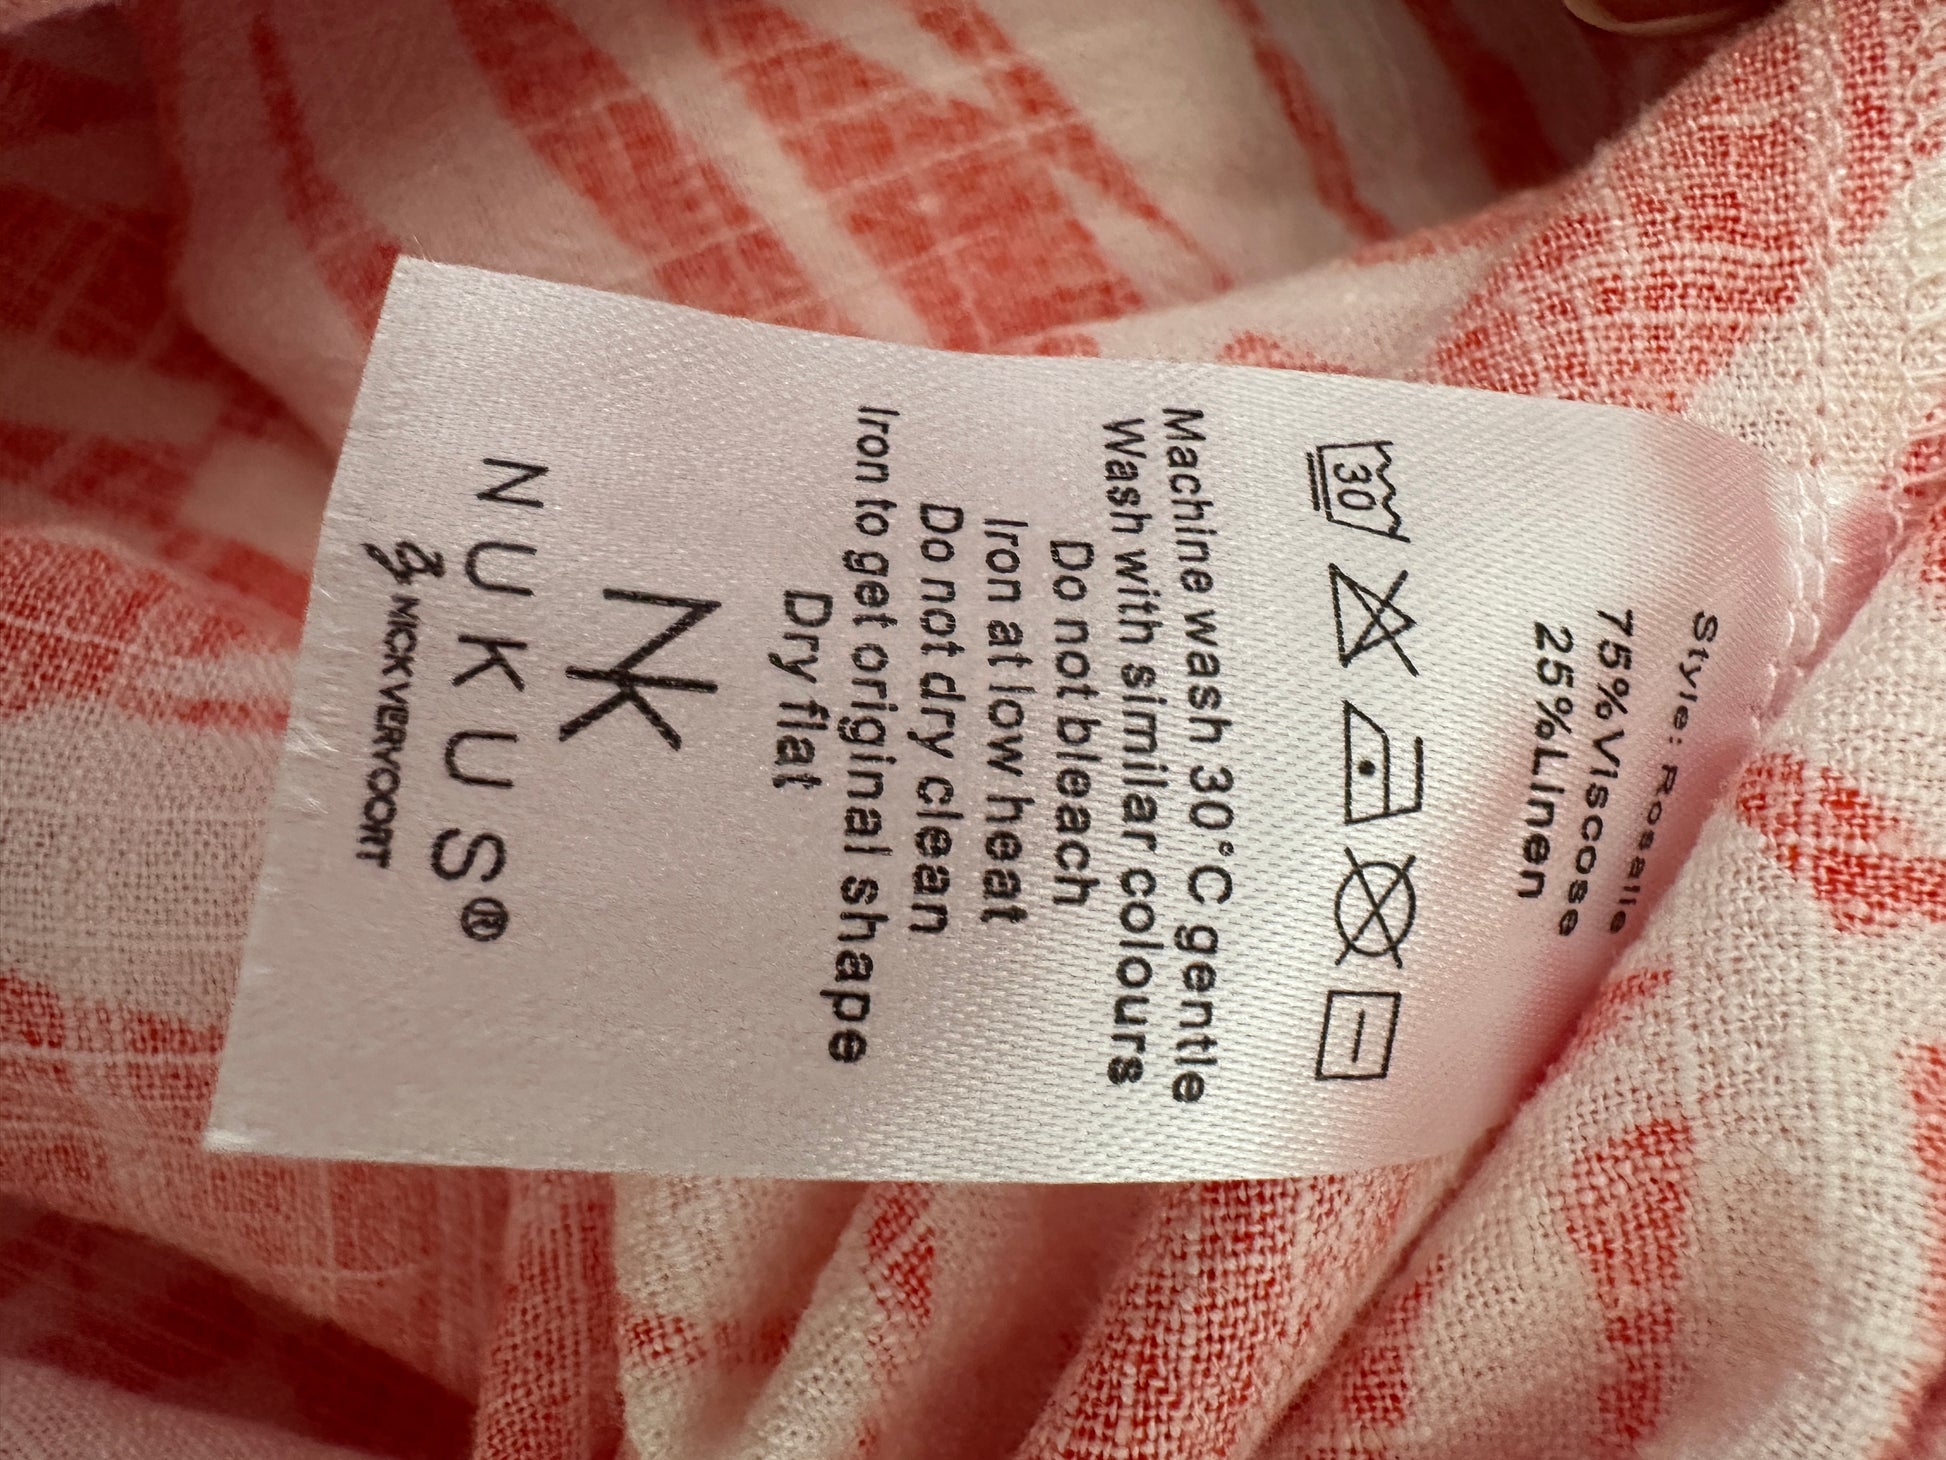 Style: Rosalie
75% Viscose
25% Linen
30
Machine wash 30°C gentle
Wash with similar colours
Do not bleach
Iron at low heat
Do not dry clean
Iron to get original shape
Dry flat
NK
NUKUS®
By NICK VERVOORT